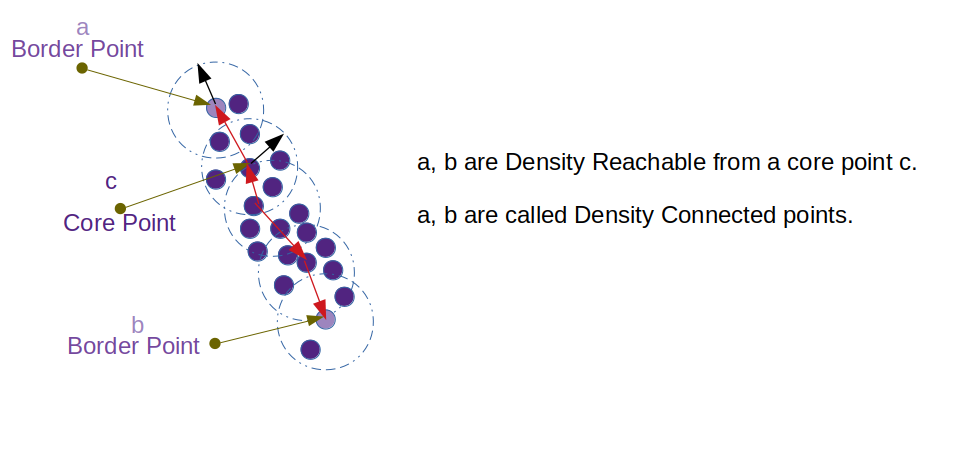 a
Border Point
c
Core Point
b
Border Point
a, b are Density Reachable from a core point c.
a, b are called Density Connected points.